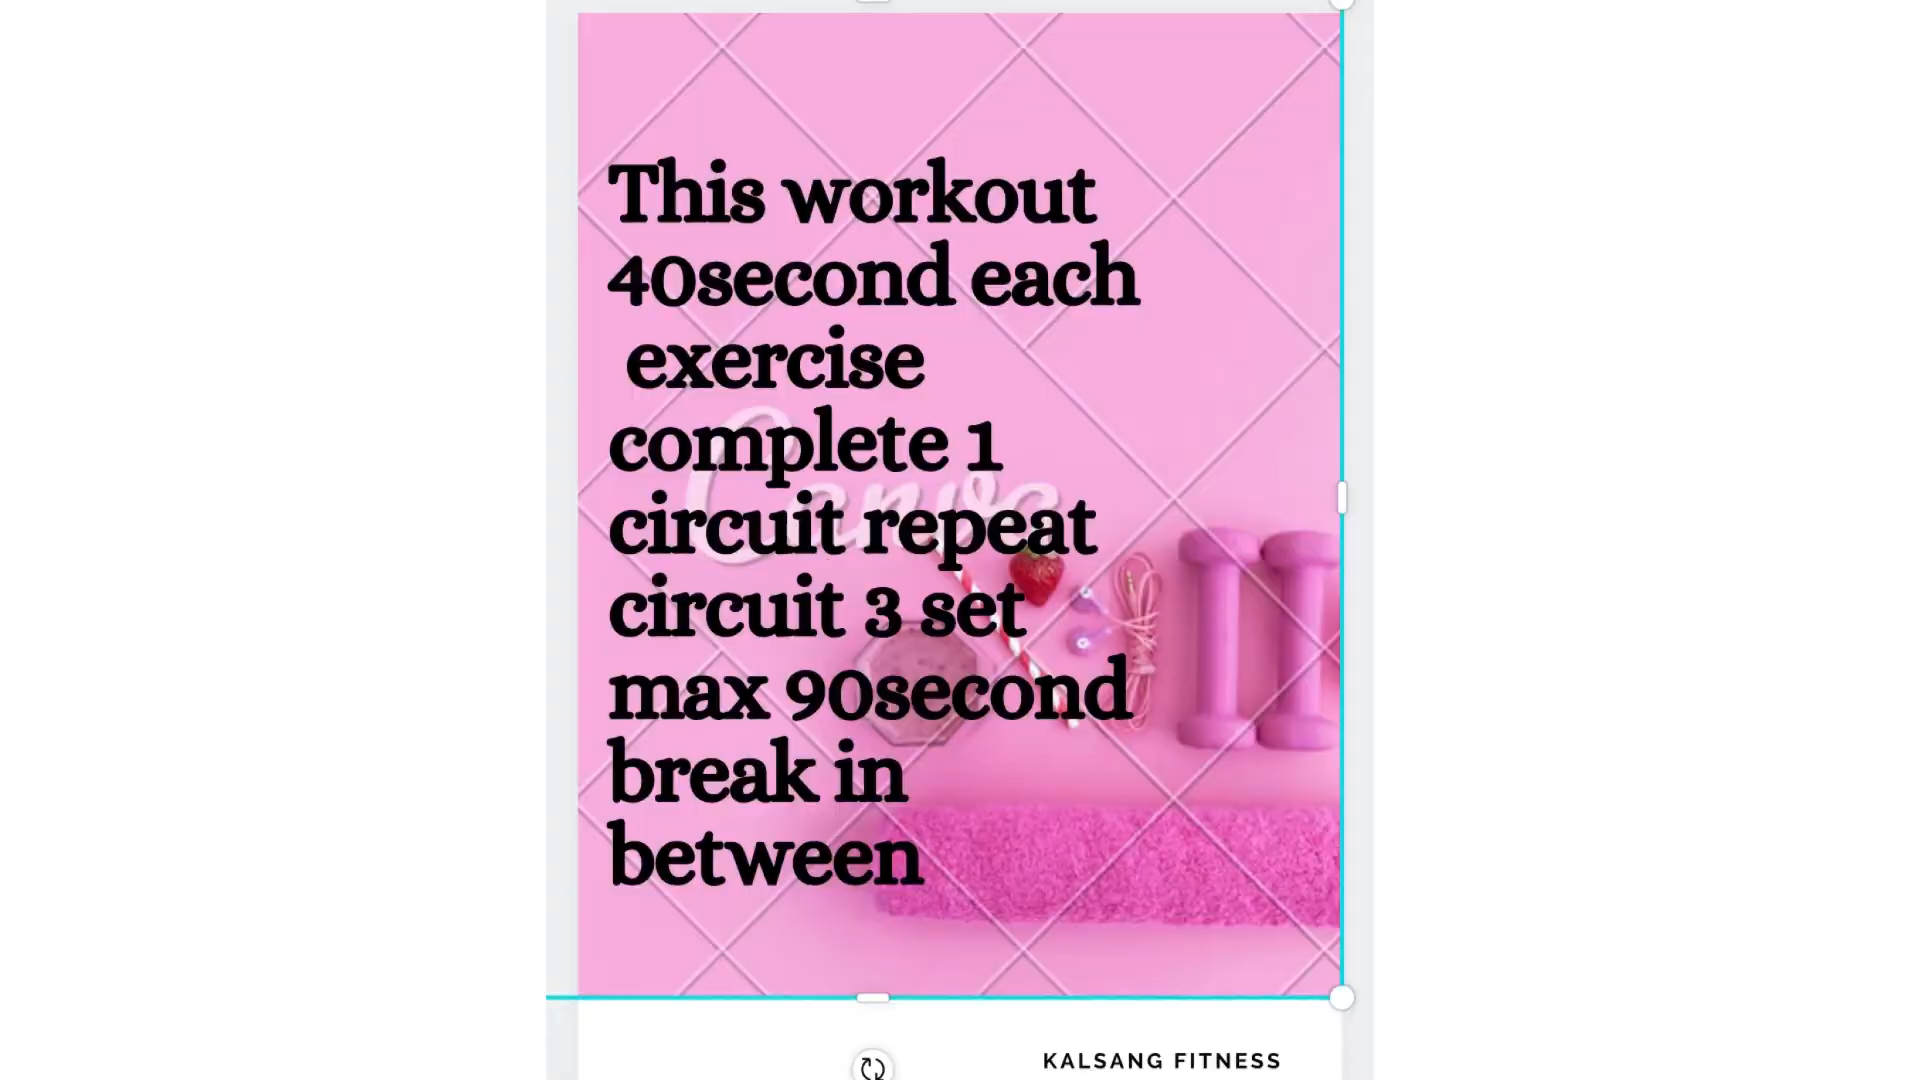 This workout
40second each
exercise
complete 1
circuit repeat
circuit 3 set
max 90second
break in
between
Canva
KALSANG FITNESS